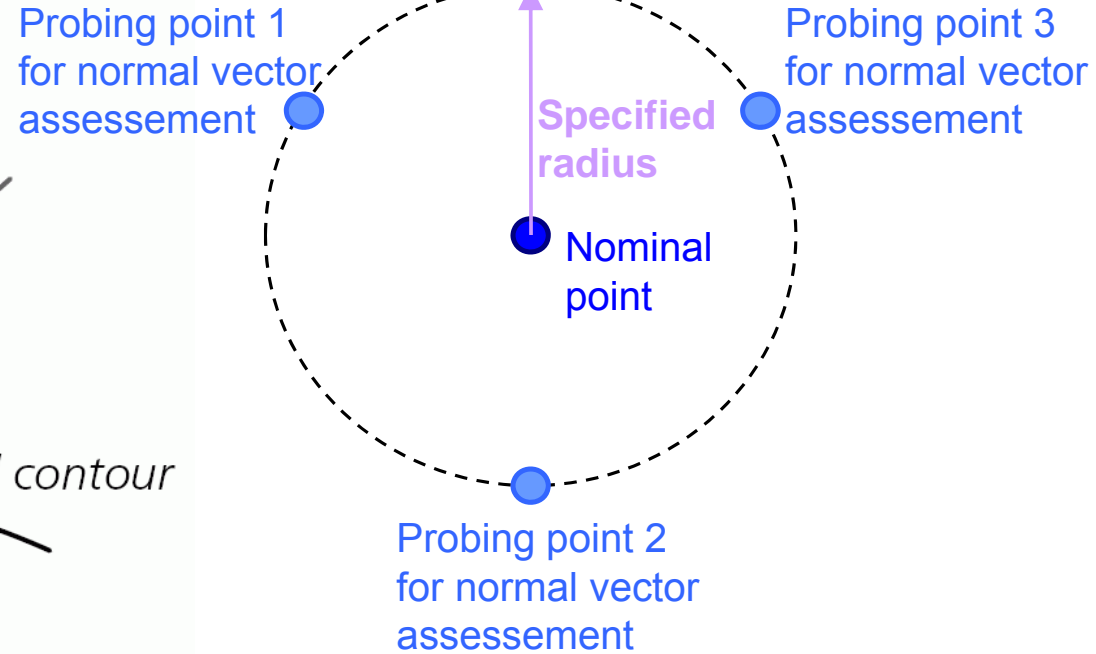 Probing point 1
for normal vector
assessement
Probing point 3
for normal vector
assessement
Specified
radius
Nominal
point
contour
Probing point 2
for normal vector
assessement